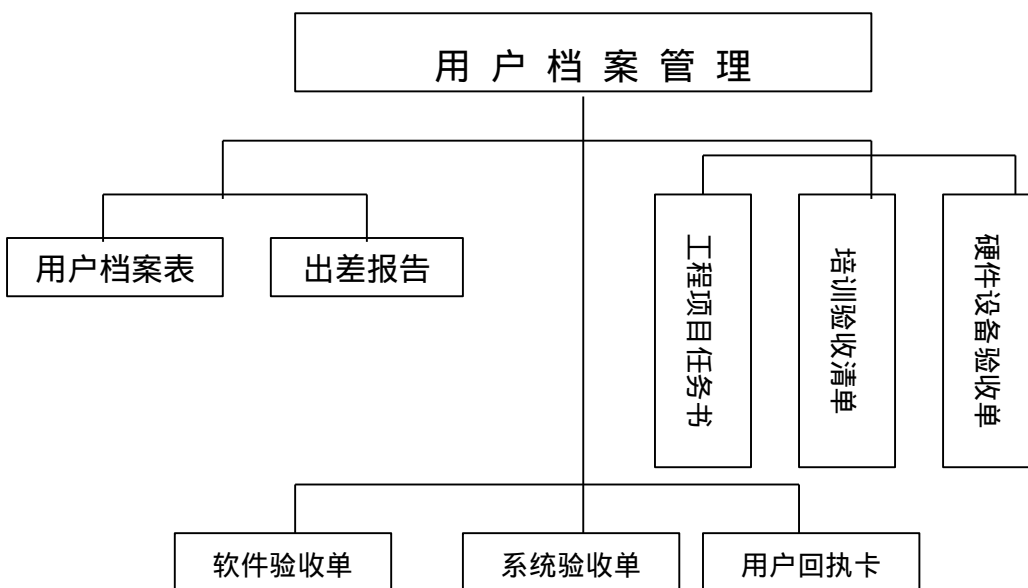 用 户 档 案 管 理
用户档案表
出差报告
工程项目任务书
培训验收清单
硬件设备验收单
软件验收单
系统验收单
用户回执卡